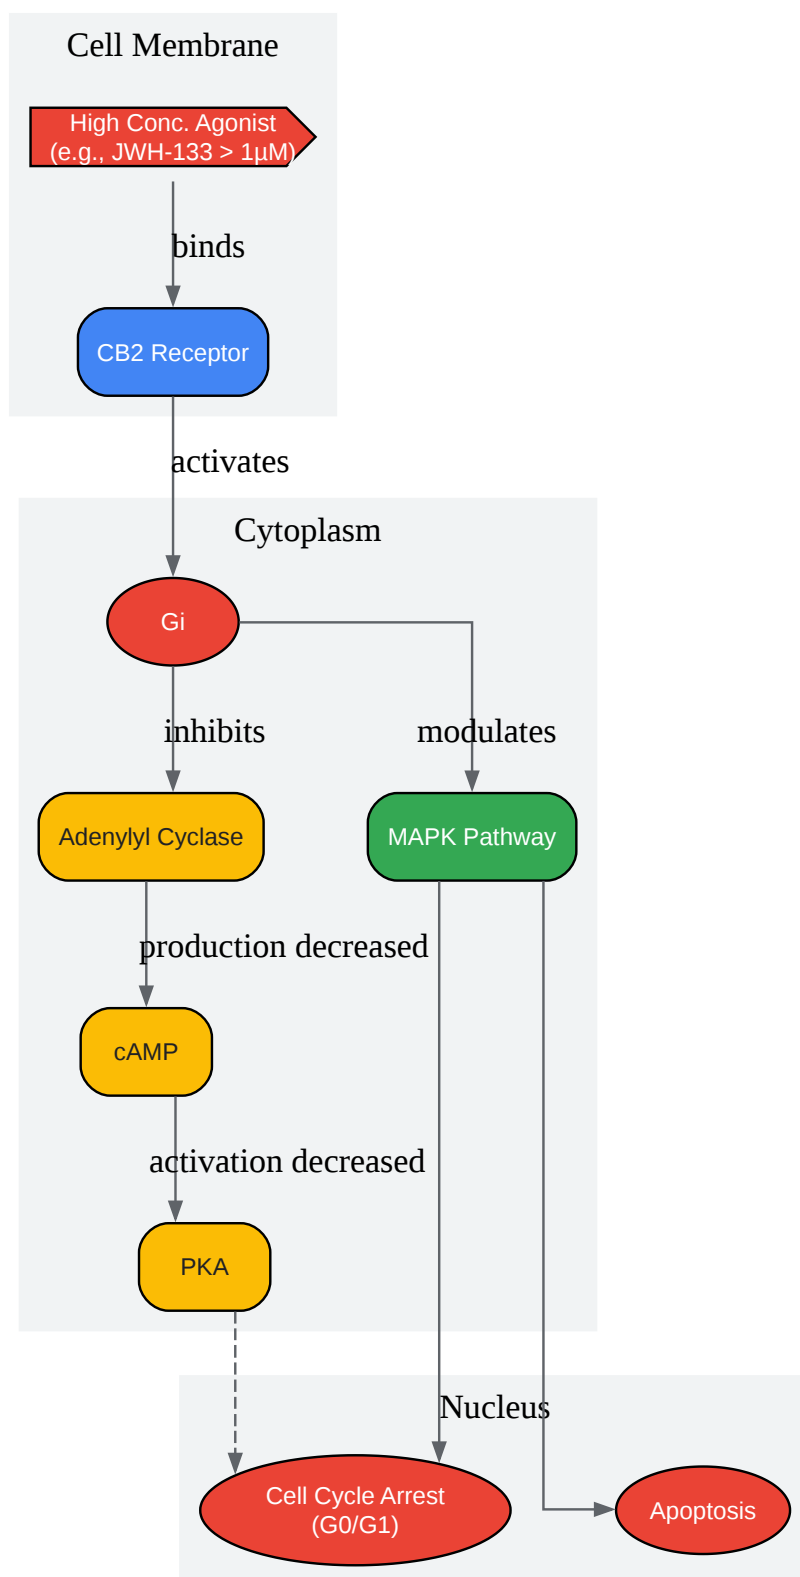 Cell Membrane
High Conc. Agonist
(e.g., JWH-133 > 1µM)
binds
CB2 Receptor
activates
Cytoplasm
Gi
inhibits
modulates
Adenylyl Cyclase
MAPK Pathway
production decreased
cAMP
activation decreased
PKA
Nucleus
Cell Cycle Arrest
(G0/G1)
Apoptosis